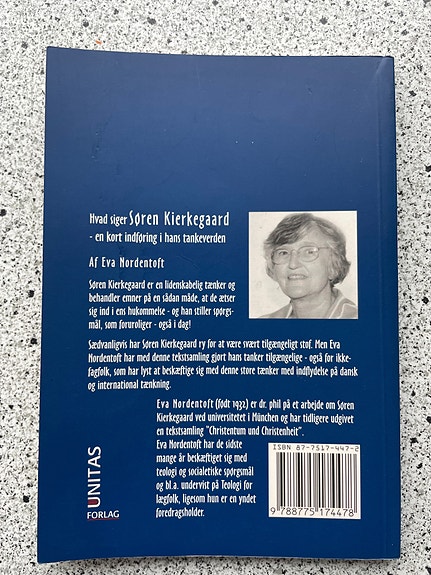 Hvad siger Søren Kierkegaard
- en kort indføring i hans tankeverden
Af Eva Nordentoft
Søren Kierkegaard er en lidenskabelig tænker og
behandler emner på en sådan måde, at de ætser
sig ind i ens hukommelse - og han stiller spørgs-
mål, som foruroliger - også i dag!
Sædvanligvis har Søren Kierkegaard ry for at være svært tilgængeligt stof. Men Eva
Nordentoft har med denne tekstsamling gjort hans tanker tilgængelige - også for ikke-
fagfolk, som har lyst at beskæftige sig med denne store tænker med indflydelse på dansk
og international tænkning.
Eva Nordentoft (født 1932) er dr. phil på et arbejde om Søren
Kierkegaard ved universitetet i München og har tidligere udgivet
en tekstsamling "Christentum und Christenheit".
Eva Nordentoft har de sidste
mange år beskæftiget sig med
teologi og socialetiske spørgsmål
og bl.a. undervist på Teologi for
lægfolk, ligesom hun er en yndet
foredragsholder.
UNITAS
FORLAG
ISBN 87-7517-447-2
9 788775 174478